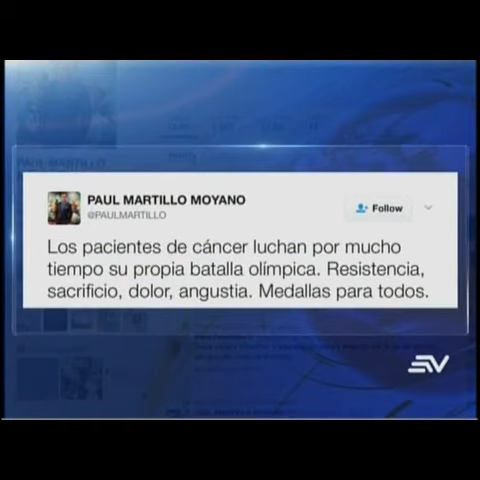 PAUL MARTILLO MOYANO
@PAULMARTILLO
Follow
Los pacientes de cáncer luchan por mucho
tiempo su propia batalla olímpica. Resistencia,
sacrificio, dolor, angustia. Medallas para todos.